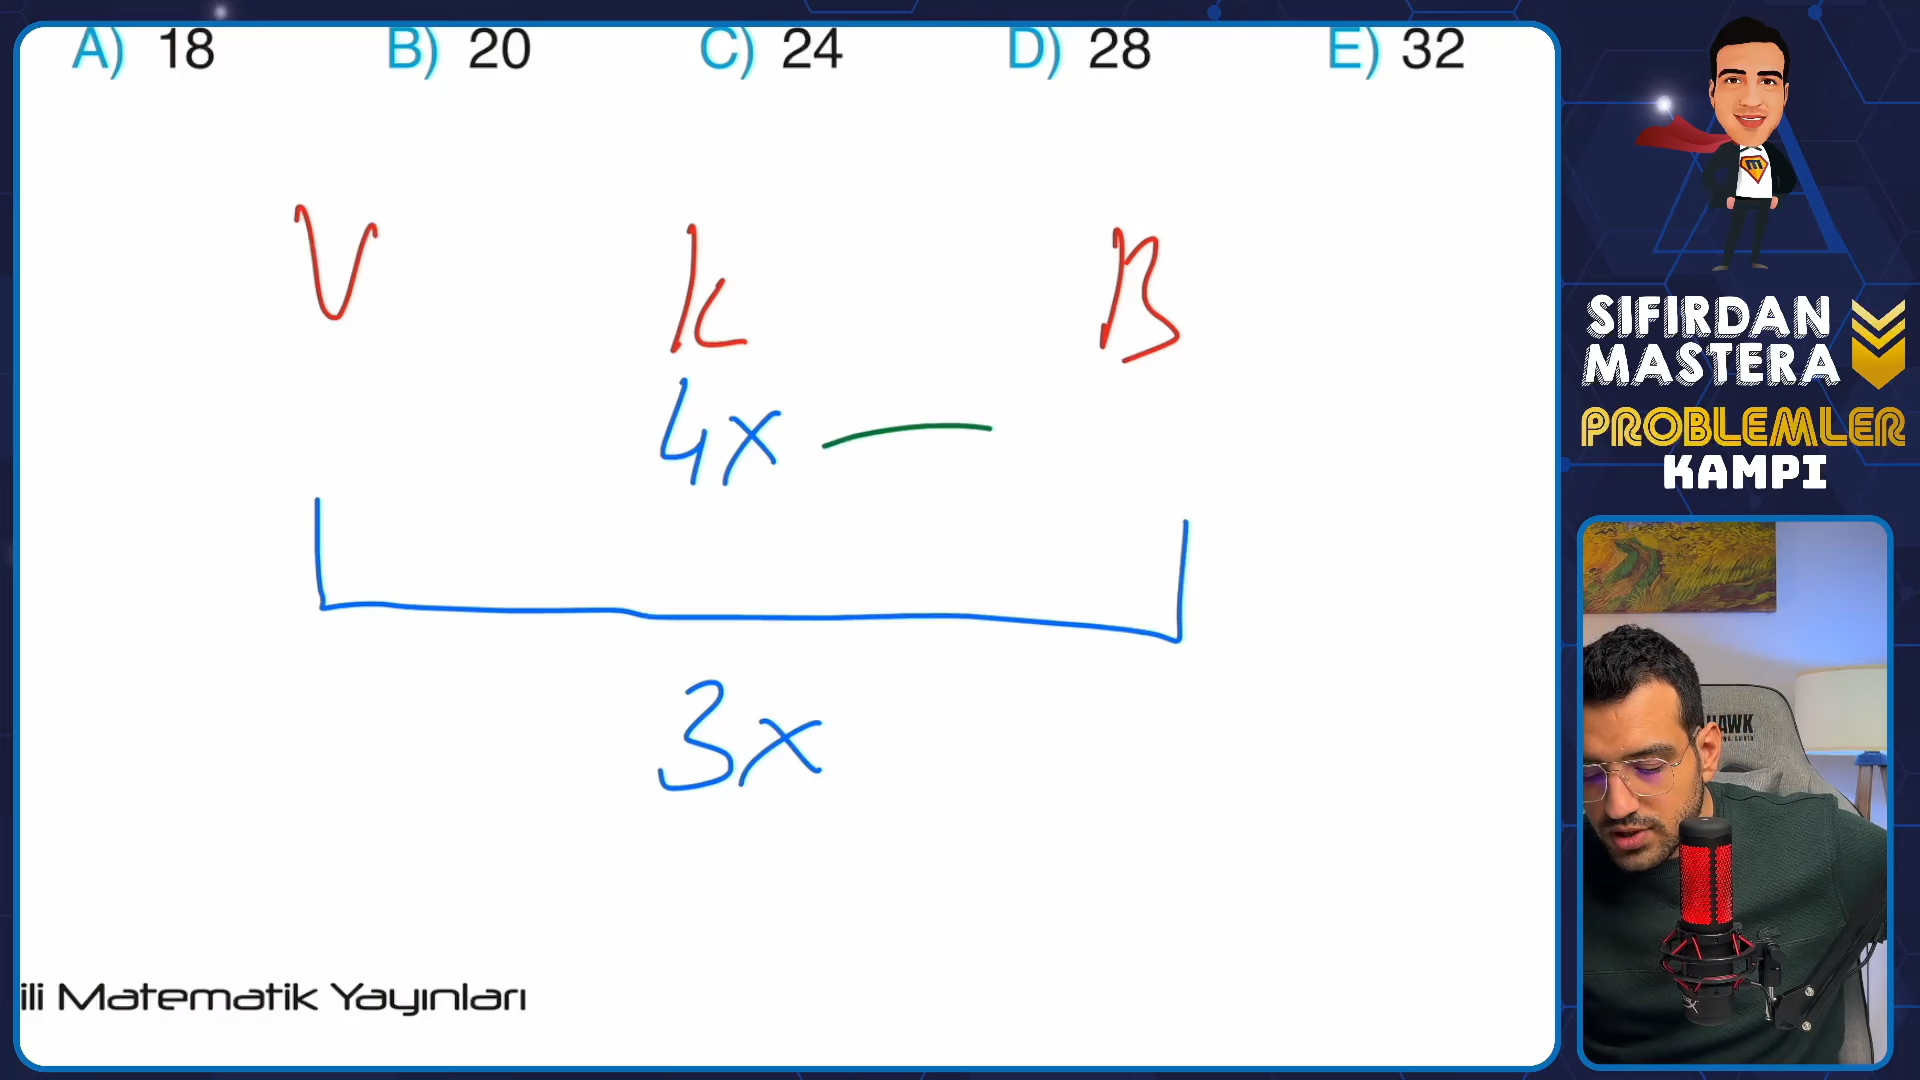 A) 18 B) 20 C) 24 D) 28 E) 32
V k B
4x
3x
ili Matematik Yayınları
SIFIRDAN
MASTERA
PROBLEMLER
KAMPI
HAWK